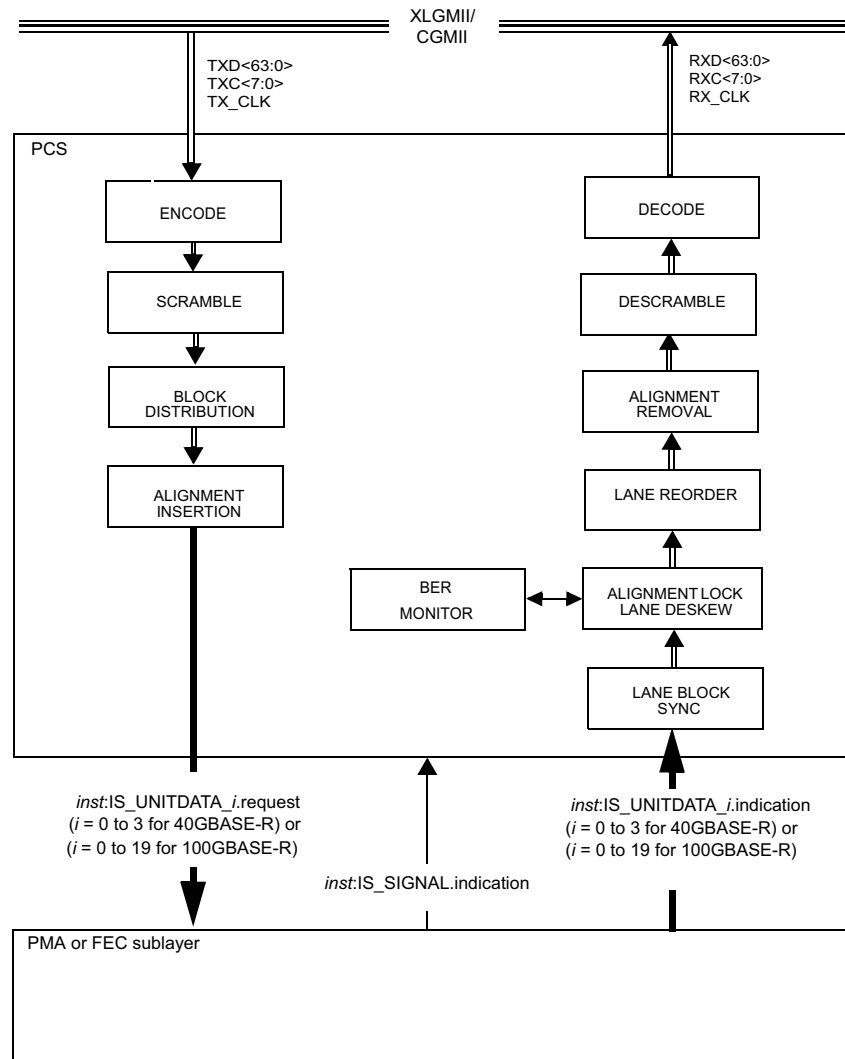 XLGMII/
CGMII
TXD<63:0>
TXC<7:0>
TX_CLK
RXD<63:0>
RXC<7:0>
RX_CLK
PCS
ENCODE
SCRAMBLE
BLOCK
DISTRIBUTION
ALIGNMENT
INSERTION
DECODE
DESCRAMBLE
ALIGNMENT
REMOVAL
LANE REORDER
BER
MONITOR
ALIGNMENT LOCK
LANE DESKEW
LANE BLOCK
SYNC
inst:IS_UNITDATA_i.request
(i = 0 to 3 for 40GBASE-R) or
(i = 0 to 19 for 100GBASE-R)
inst:IS_SIGNAL.indication
inst:IS_UNITDATA_i.indication
(i = 0 to 3 for 40GBASE-R) or
(i = 0 to 19 for 100GBASE-R)
PMA or FEC sublayer